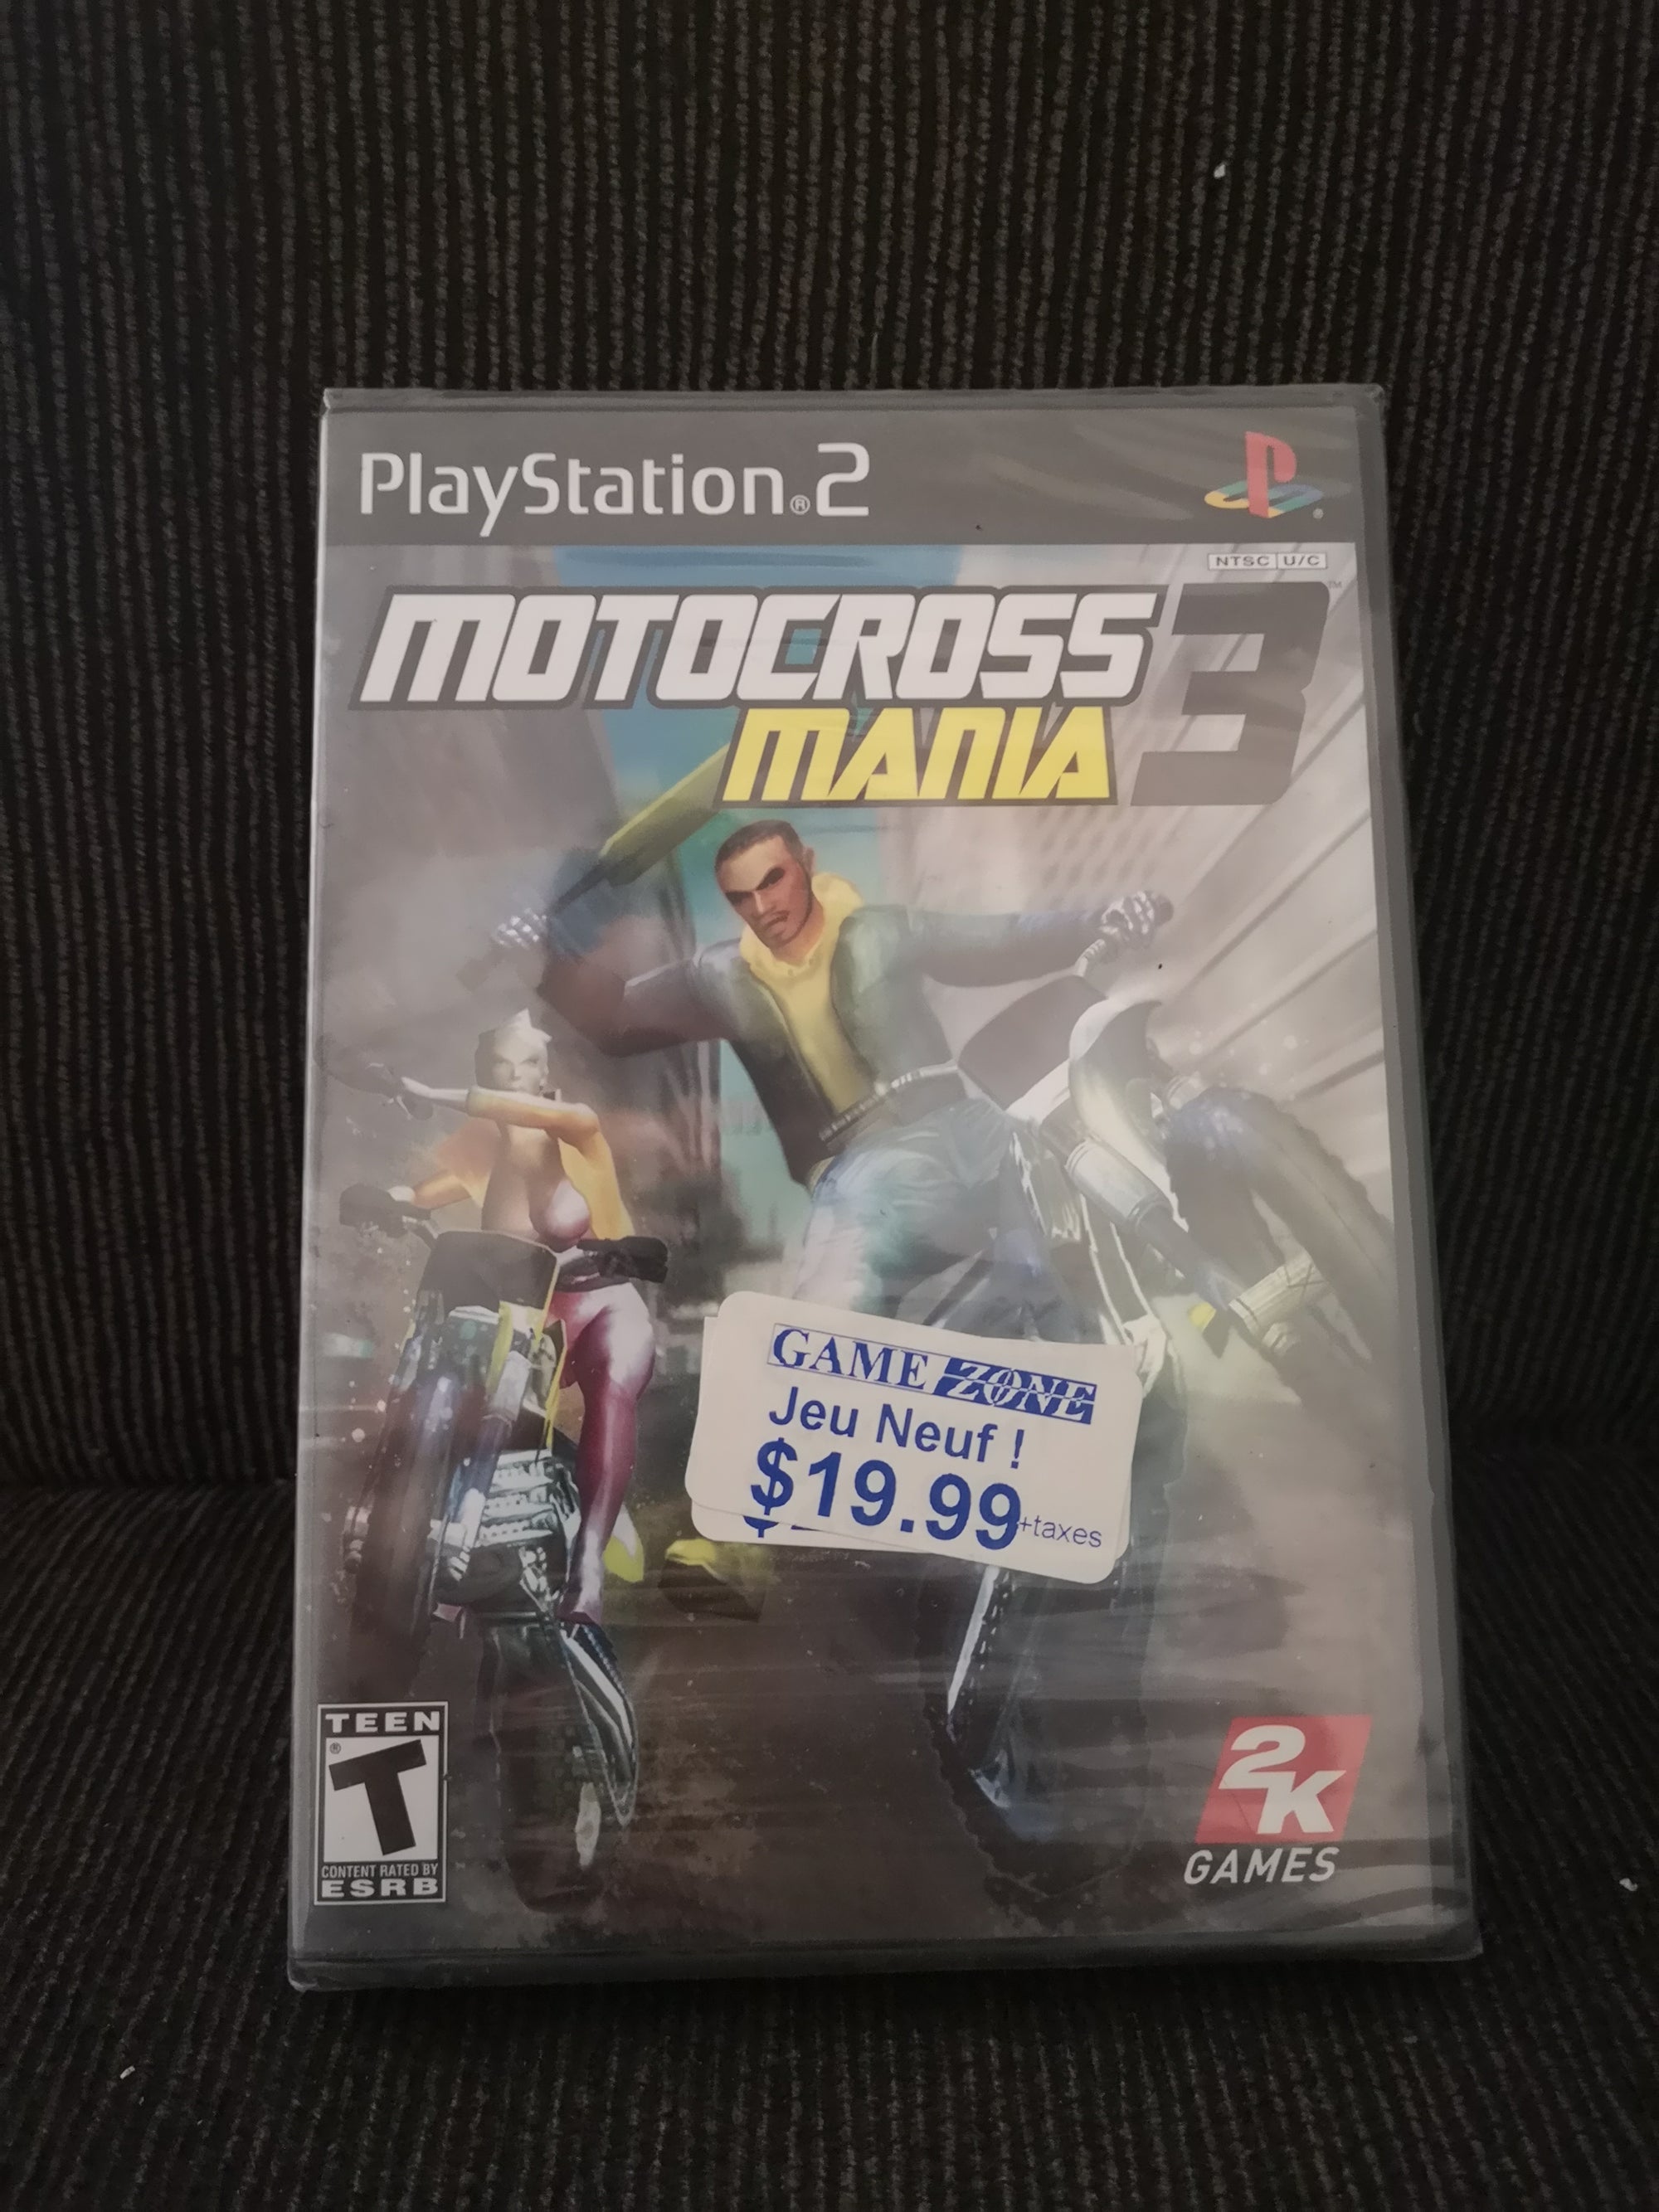 PlayStation®2
NTSC U/C
MOTOCROSS
MANIA 3™
GAME ZONE
Jeu Neuf !
$19.99+taxes
$
TEEN
T®
CONTENT RATED BY
ESRB
2K
GAMES